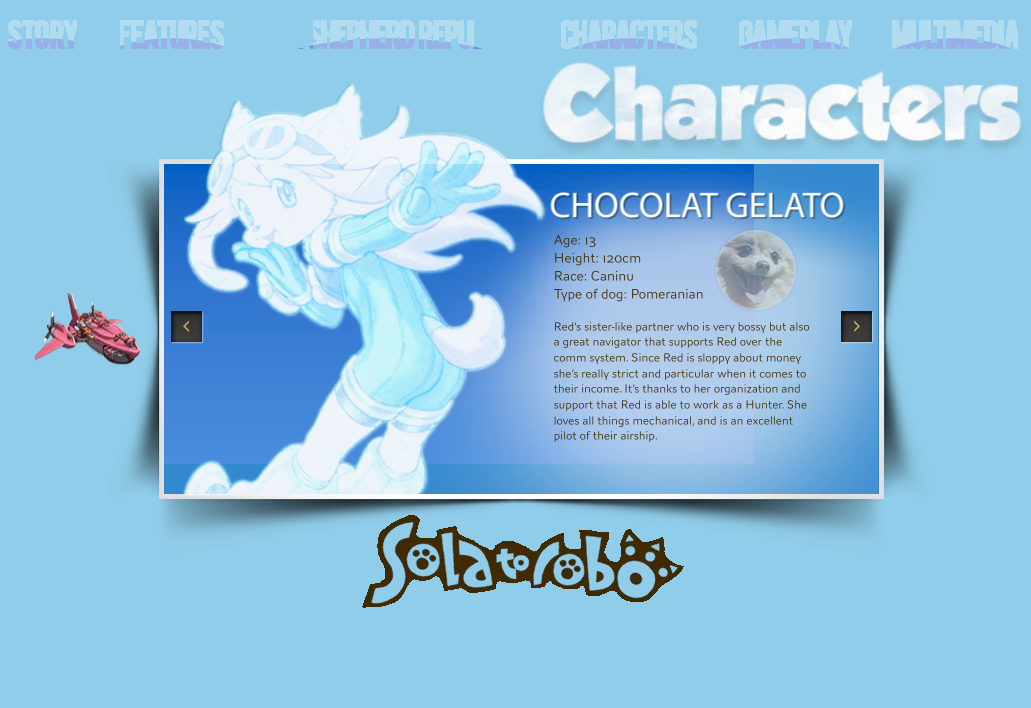 STORY FEATURES SHEPHERD REPU CHARACTERS GAMEPLAY MULTIMEDIA
Characters
CHOCOLAT GELATO
Age: 13
Height: 120cm
Race: Caninu
Type of dog: Pomeranian
Red's sister-like partner who is very bossy but also
a great navigator that supports Red over the
comm system. Since Red is sloppy about money
she's really strict and particular when it comes to
their income. It's thanks to her organization and
support that Red is able to work as a Hunter. She
loves all things mechanical, and is an excellent
pilot of their airship.
Solatorobo